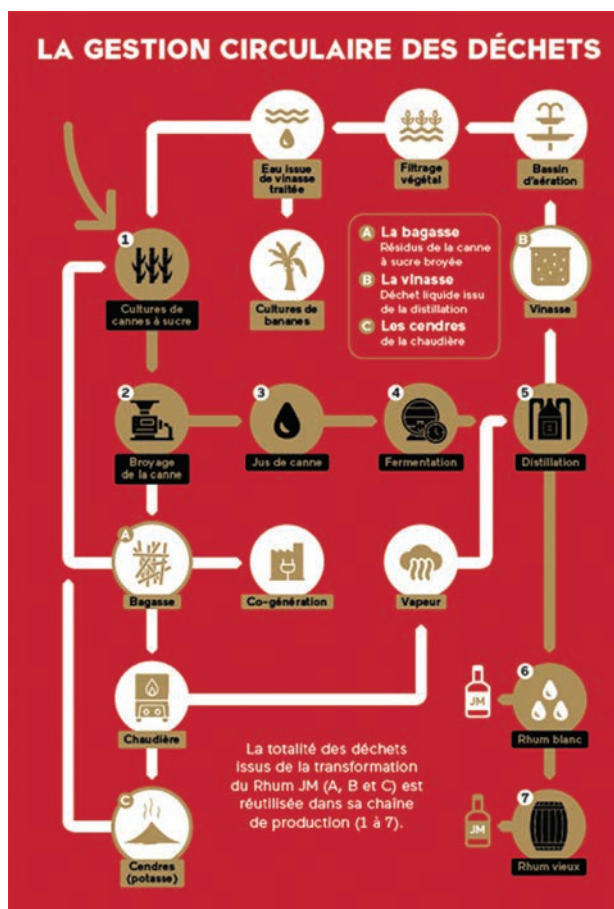 LA GESTION CIRCULAIRE DES DÉCHETS
Eau issue
de vinasse
traitée
Filtrage
végétal
Bassin
d'aération
1
Cultures de
cannes à sucre
Cultures de
bananes
A La bagasse
Résidus de la canne
à sucre broyée
B La vinasse
Déchet liquide issu
de la distillation
C Les cendres
de la chaudière
B
Vinasse
2
Broyage
de la canne
3
Jus de canne
4
Fermentation
5
Distillation
A
Bagasse
Co-génération
Vapeur
Chaudière
C
Cendres
(potasse)
La totalité des déchets
issus de la transformation
du Rhum JM (A, B et C) est
réutilisée dans sa chaîne
de production (1 à 7).
JM
6
Rhum blanc
JM
7
Rhum vieux